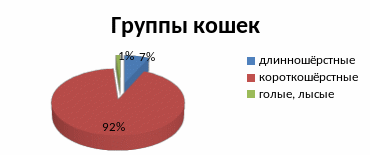 Группы кошек
1% 7%
длинношёрстные
короткошёрстные
голые, лысые
92%